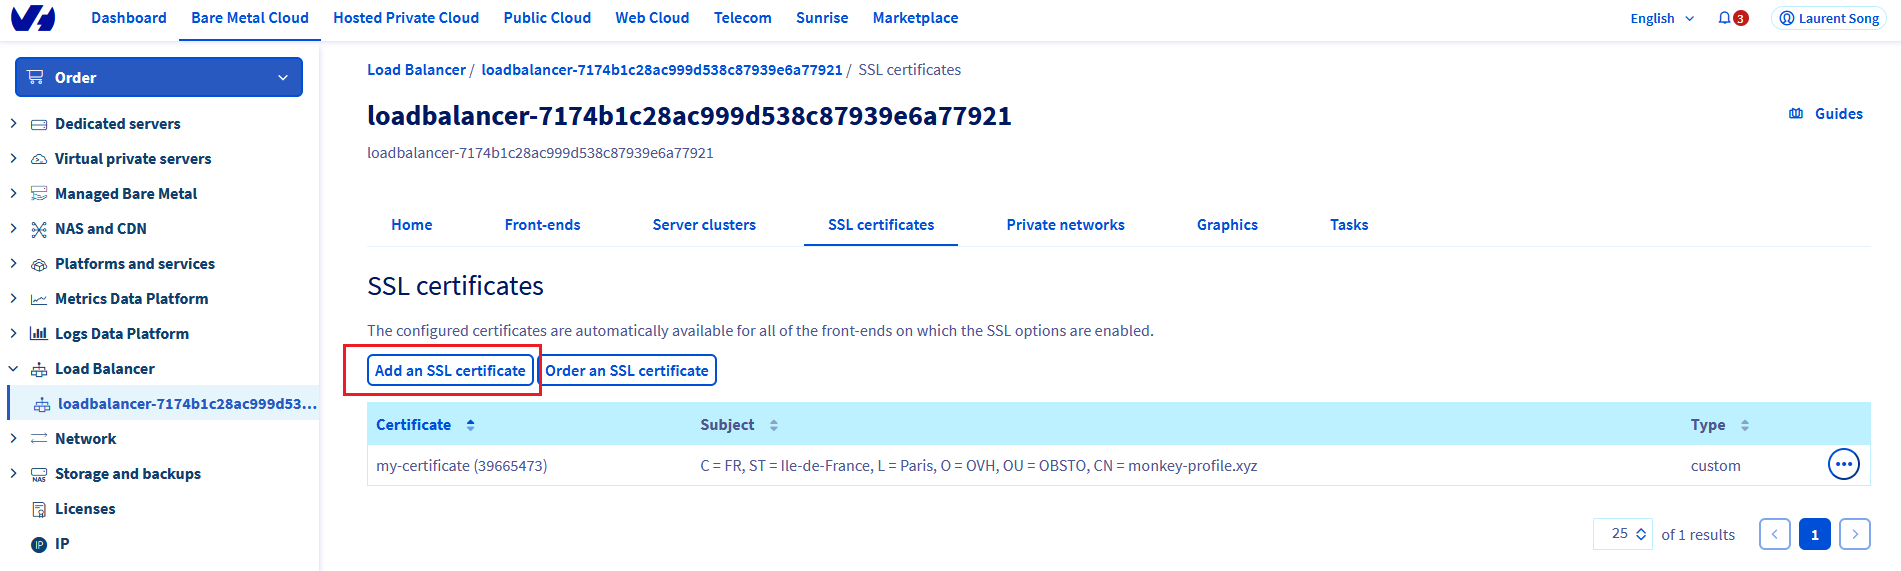 Dashboard Bare Metal Cloud Hosted Private Cloud Public Cloud Web Cloud Telecom Sunrise Marketplace English 3 Laurent Song
Order
Dedicated servers
Virtual private servers
Managed Bare Metal
NAS and CDN
Platforms and services
Metrics Data Platform
Logs Data Platform
Load Balancer
loadbalancer-7174b1c28ac999d53...
Network
Storage and backups
Licenses
IP
Load Balancer / loadbalancer-7174b1c28ac999d538c87939e6a77921 / SSL certificates
loadbalancer-7174b1c28ac999d538c87939e6a77921
Guides
loadbalancer-7174b1c28ac999d538c87939e6a77921
Home Front-ends Server clusters SSL certificates Private networks Graphics Tasks
SSL certificates
The configured certificates are automatically available for all of the front-ends on which the SSL options are enabled.
Add an SSL certificate Order an SSL certificate
Certificate Subject Type
my-certificate (39665473) C = FR, ST = Ile-de-France, L = Paris, O = OVH, OU = OBSTO, CN = monkey-profile.xyz custom
25 of 1 results 1